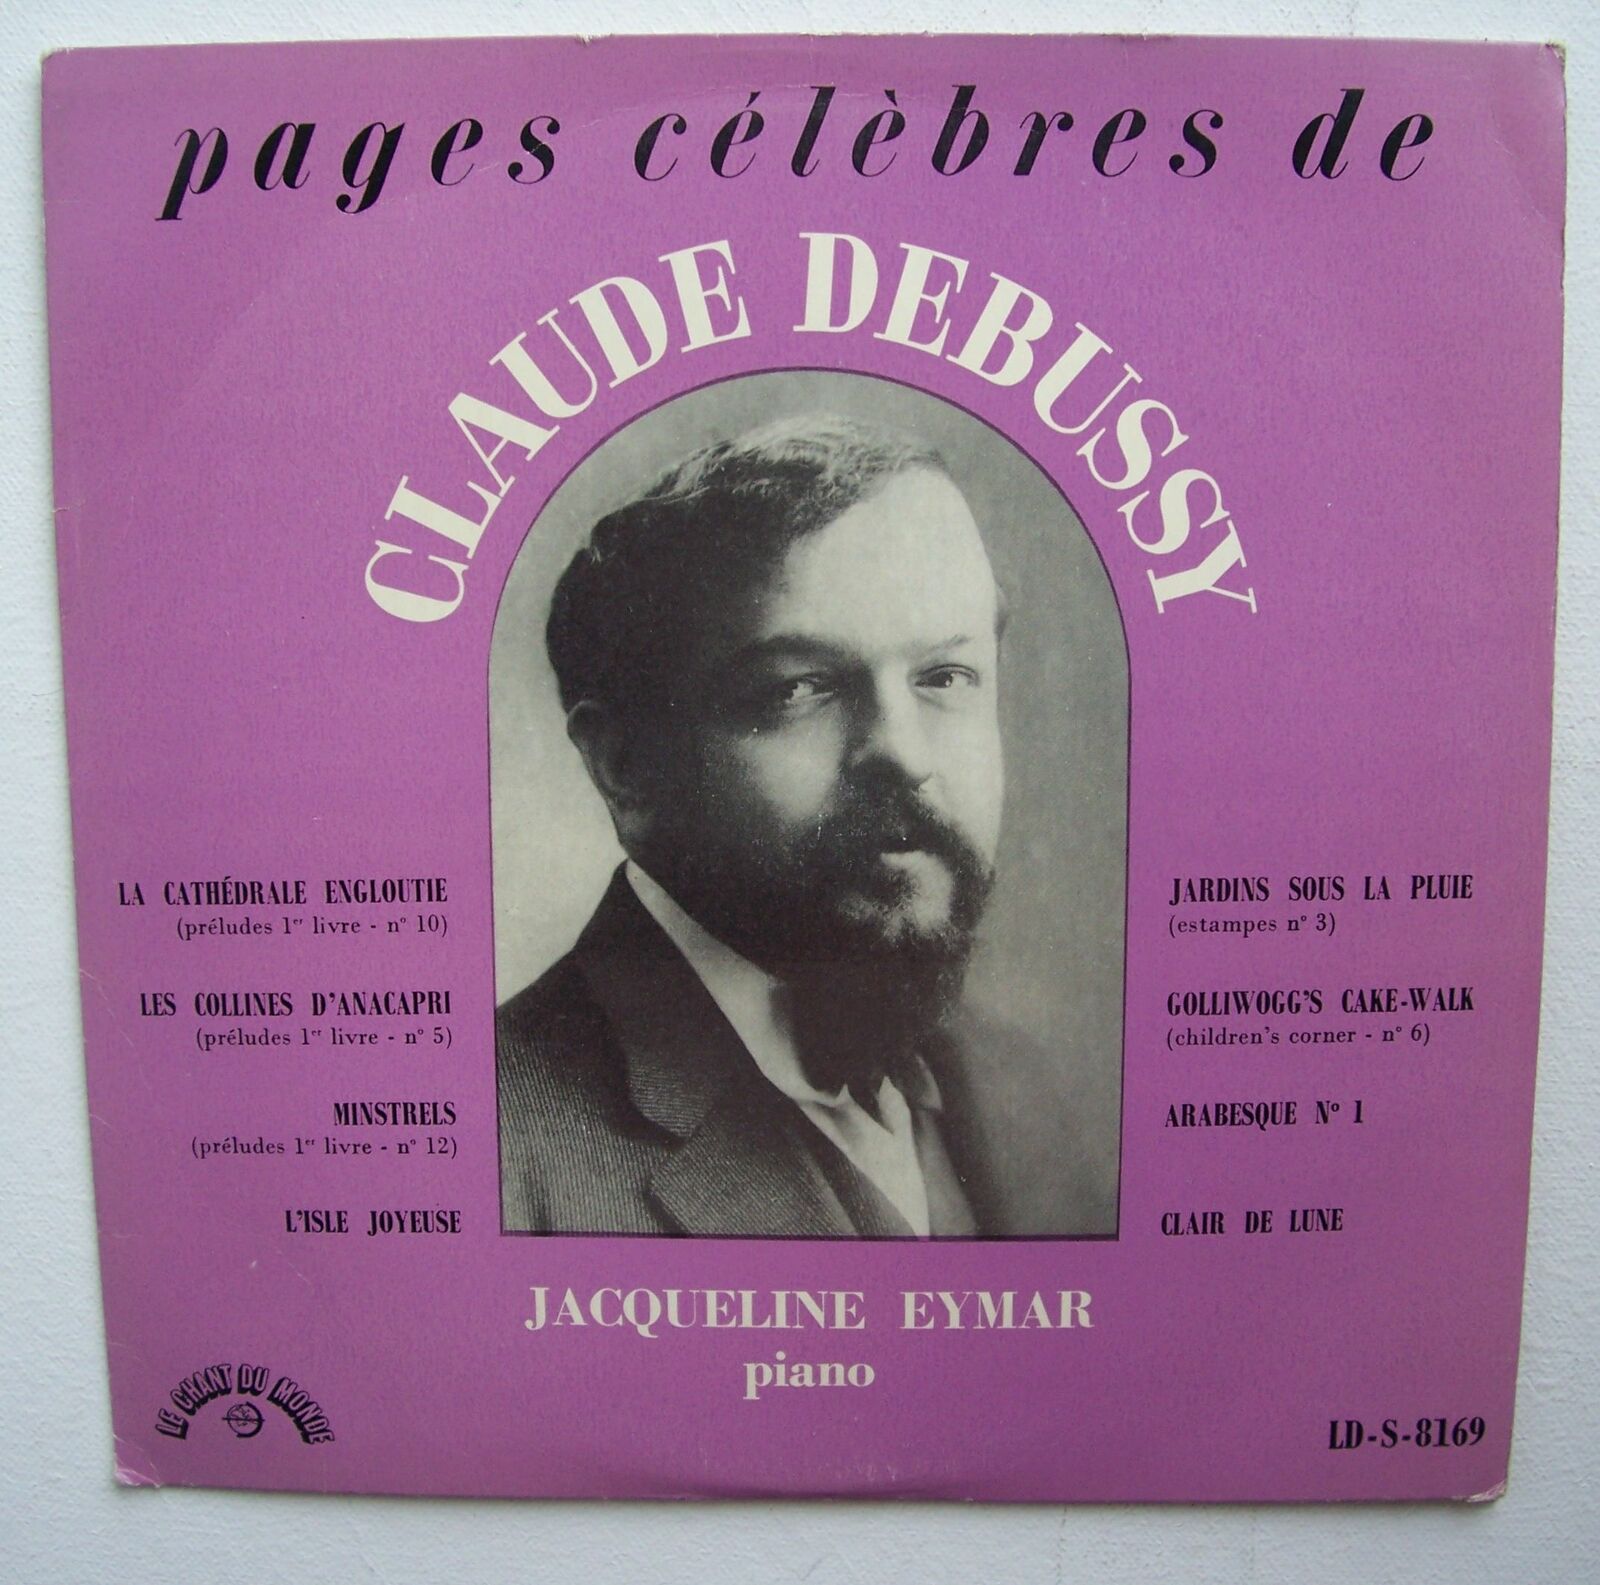 pages célèbres de
CLAUDE DEBUSSY
LA CATHÉDRALE ENGLOUTIE
(préludes 1er livre - n° 10)
LES COLLINES D'ANACAPRI
(préludes 1er livre - n° 5)
MINSTRELS
(préludes 1er livre - n° 12)
L'ISLE JOYEUSE
JARDINS SOUS LA PLUIE
(estampes n° 3)
GOLLIWOGG'S CAKE-WALK
(children's corner - n° 6)
ARABESQUE N° 1
CLAIR DE LUNE
JACQUELINE EYMAR
piano
LE CHANT DU MONDE
LD-S-8169